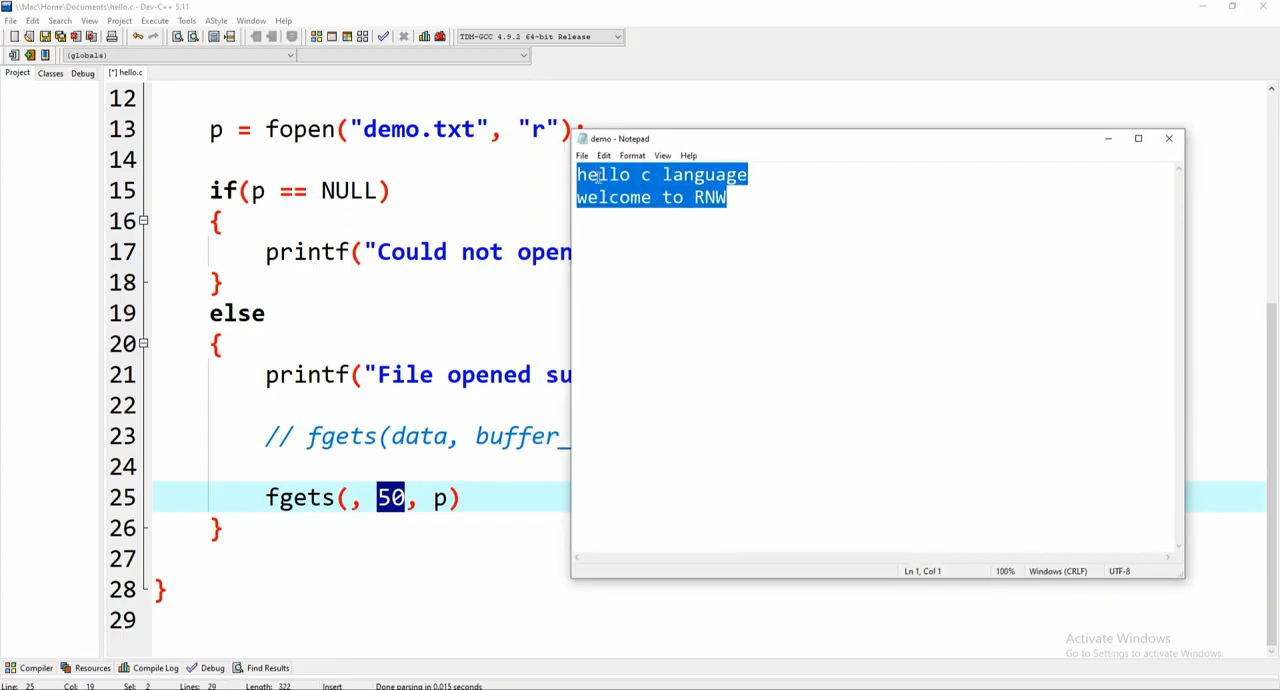 \\Mac\Home\Documents\hello.c - Dev-C++ 5.11
File Edit Search View Project Execute Tools AStyle Window Help
TDM-GCC 4.9.2 64-bit Release
(globals)
Project Classes Debug [*] hello.c
12
13 p = fopen("demo.txt", "r");
14
15 if(p == NULL)
16 {
17 printf("Could not open
18 }
19 else
20 {
21 printf("File opened su
22
23 // fgets(data, buffer_
24
25 fgets(, 50, p)
26 }
27
28 }
29
demo - Notepad
File Edit Format View Help
hello c language
welcome to RNW
Ln 1, Col 1 100% Windows (CRLF) UTF-8
Activate Windows
Go to Settings to activate Windows.
Compiler Resources Compile Log Debug Find Results
Line: 25 Col: 19 Sel: 2 Lines: 29 Length: 322 Insert Done parsing in 0.015 seconds